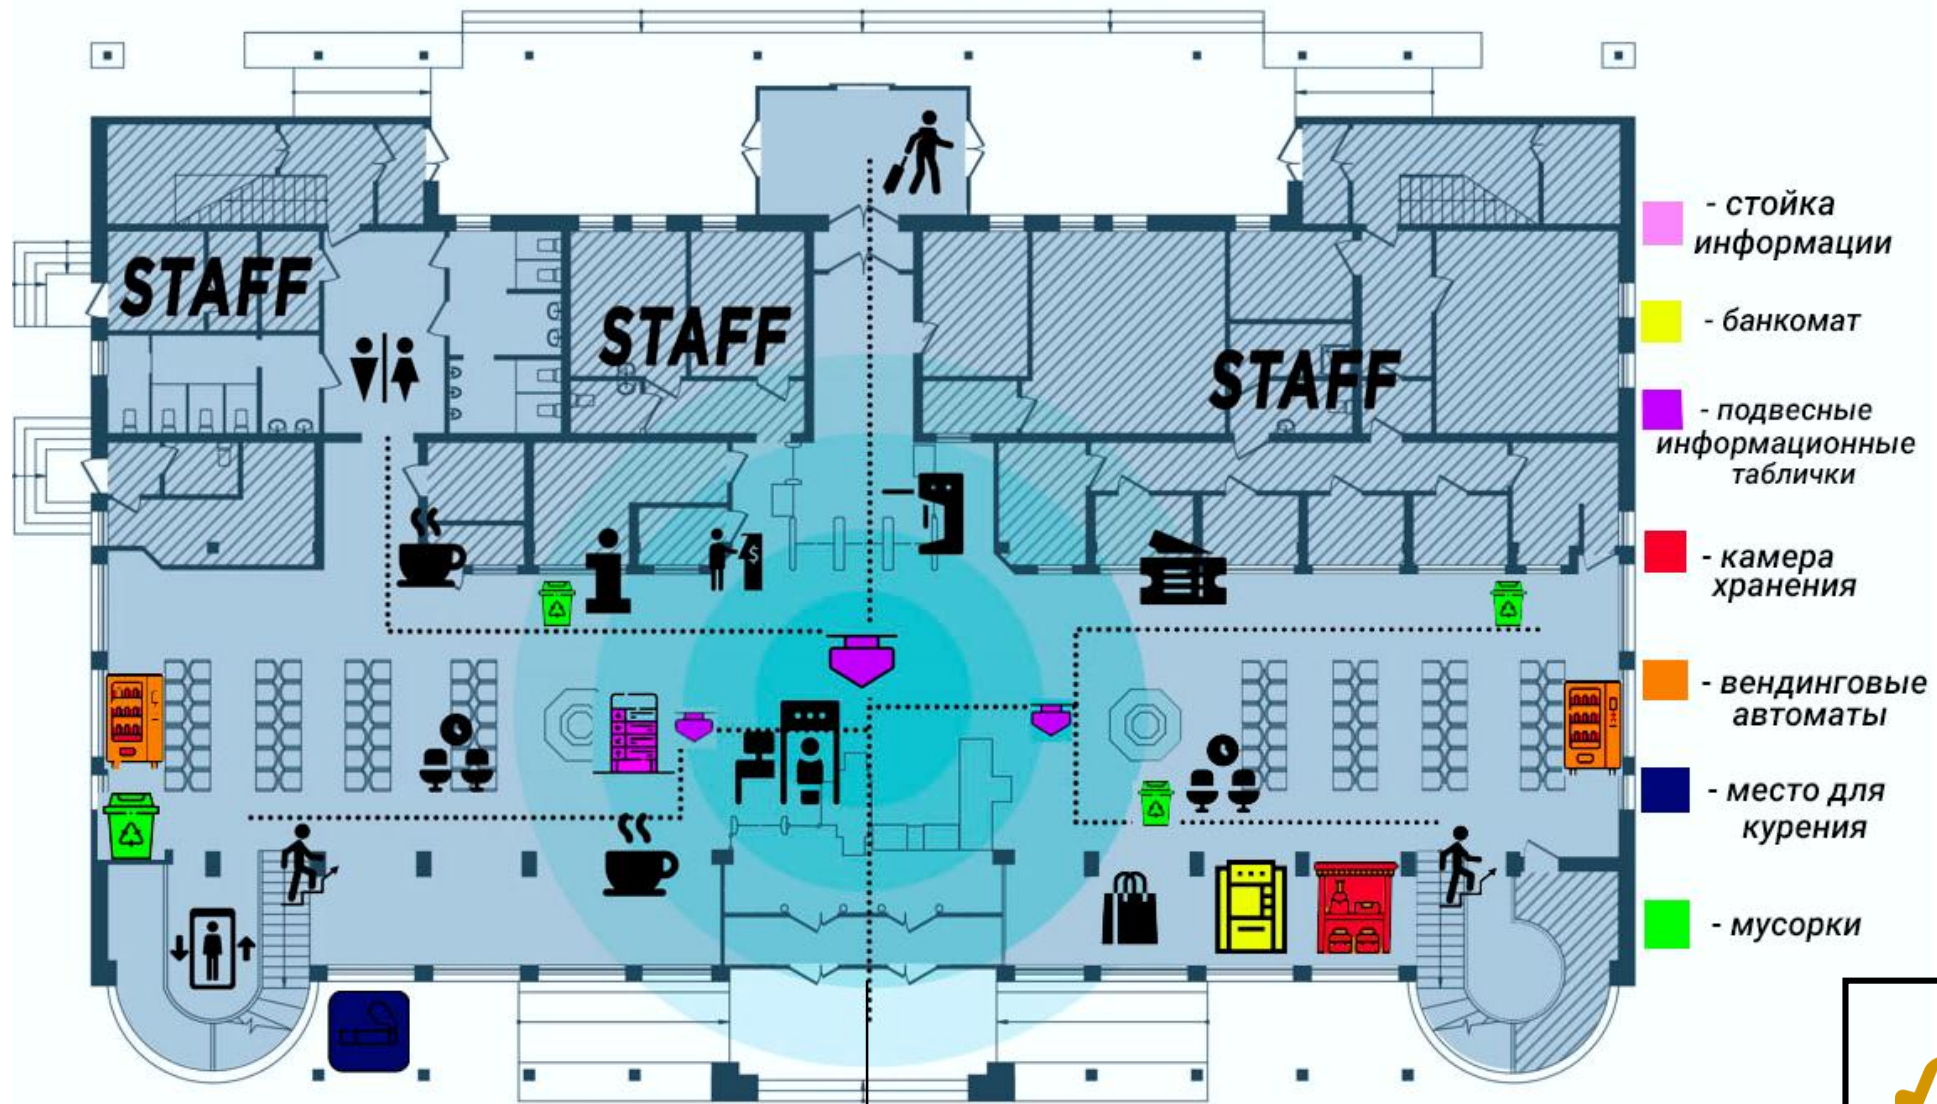 STAFF
STAFF
STAFF
$
- стойка
информации
- банкомат
- подвесные
информационные
таблички
- камера
хранения
- вендинговые
автоматы
- место для
курения
- мусорки